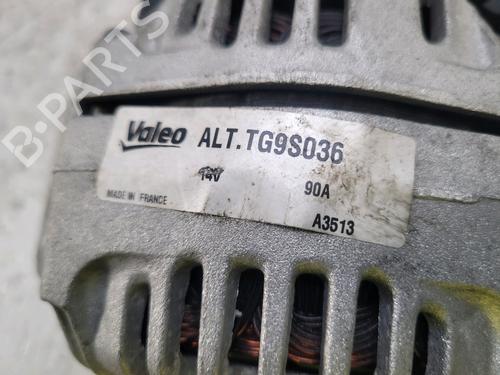 B-PARTS
Valeo ALT.TG9S036
14V 90A
MADE IN FRANCE
A3513